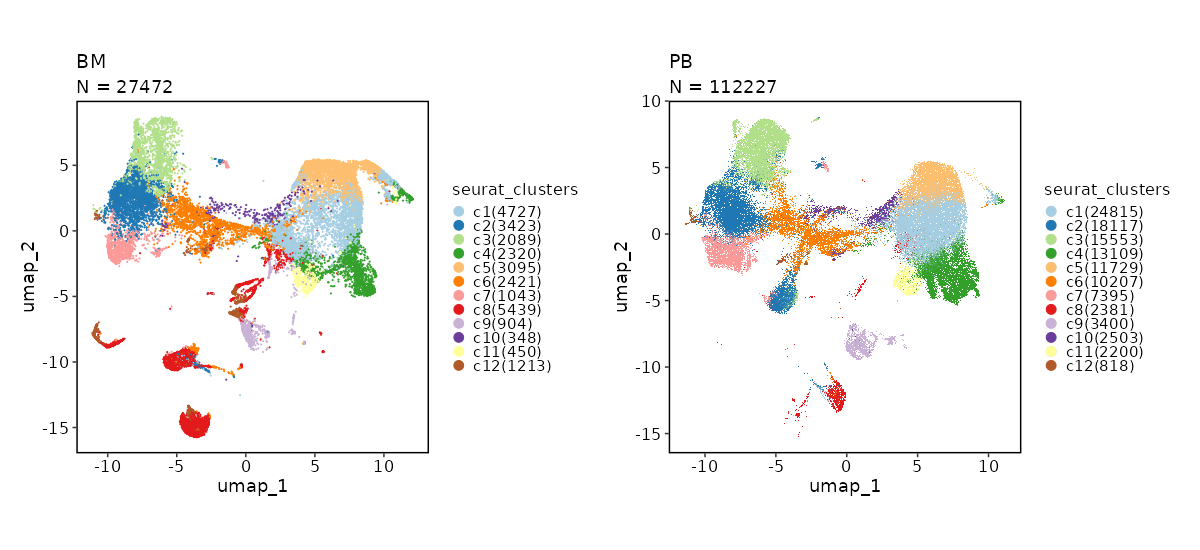 BM
N = 27472
5
0
-5
-10
-15
-10
-5
0
5
10
umap_1
umap_2
seurat_clusters
c1(4727)
c2(3423)
c3(2089)
c4(2320)
c5(3095)
c6(2421)
c7(1043)
c8(5439)
c9(904)
c10(348)
c11(450)
c12(1213)
PB
N = 112227
10
5
0
-5
-10
-15
-10
-5
0
5
10
umap_1
umap_2
seurat_clusters
c1(24815)
c2(18117)
c3(15553)
c4(13109)
c5(11729)
c6(10207)
c7(7395)
c8(2381)
c9(3400)
c10(2503)
c11(2200)
c12(818)